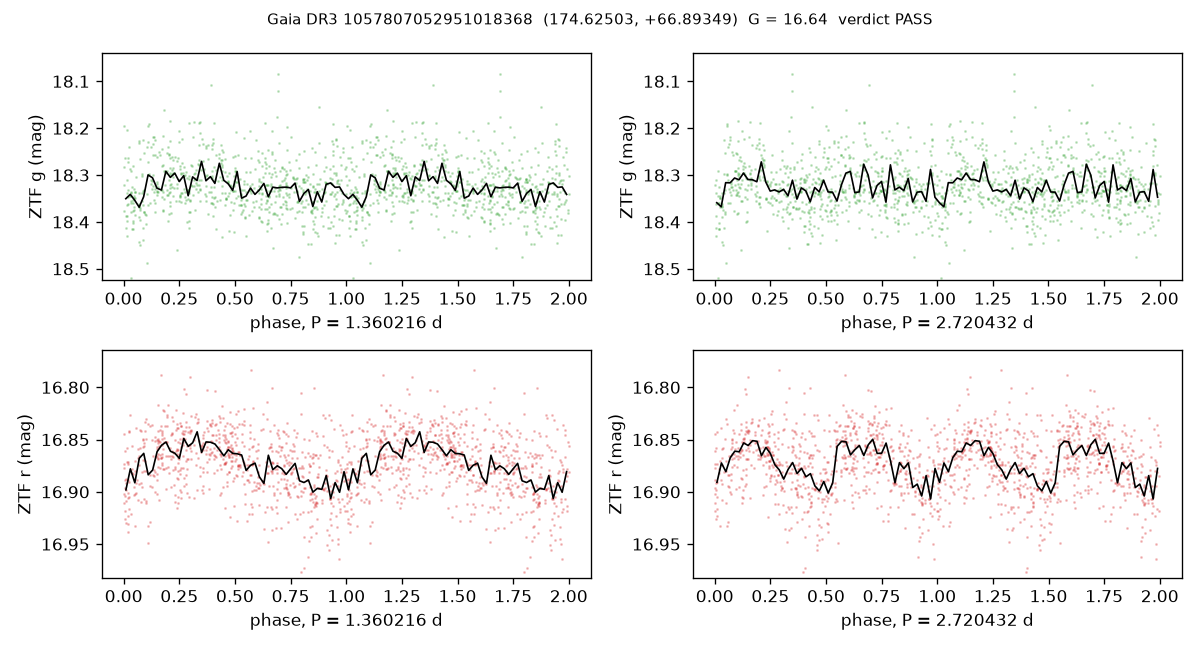 Gaia DR3 1057807052951018368 (174.62503, +66.89349) G = 16.64 verdict PASS
ZTF g (mag)
18.1
18.2
18.3
18.4
18.5
0.00 0.25 0.50 0.75 1.00 1.25 1.50 1.75 2.00
phase, P = 1.360216 d
ZTF g (mag)
18.1
18.2
18.3
18.4
18.5
0.00 0.25 0.50 0.75 1.00 1.25 1.50 1.75 2.00
phase, P = 2.720432 d
ZTF r (mag)
16.80
16.85
16.90
16.95
0.00 0.25 0.50 0.75 1.00 1.25 1.50 1.75 2.00
phase, P = 1.360216 d
ZTF r (mag)
16.80
16.85
16.90
16.95
0.00 0.25 0.50 0.75 1.00 1.25 1.50 1.75 2.00
phase, P = 2.720432 d